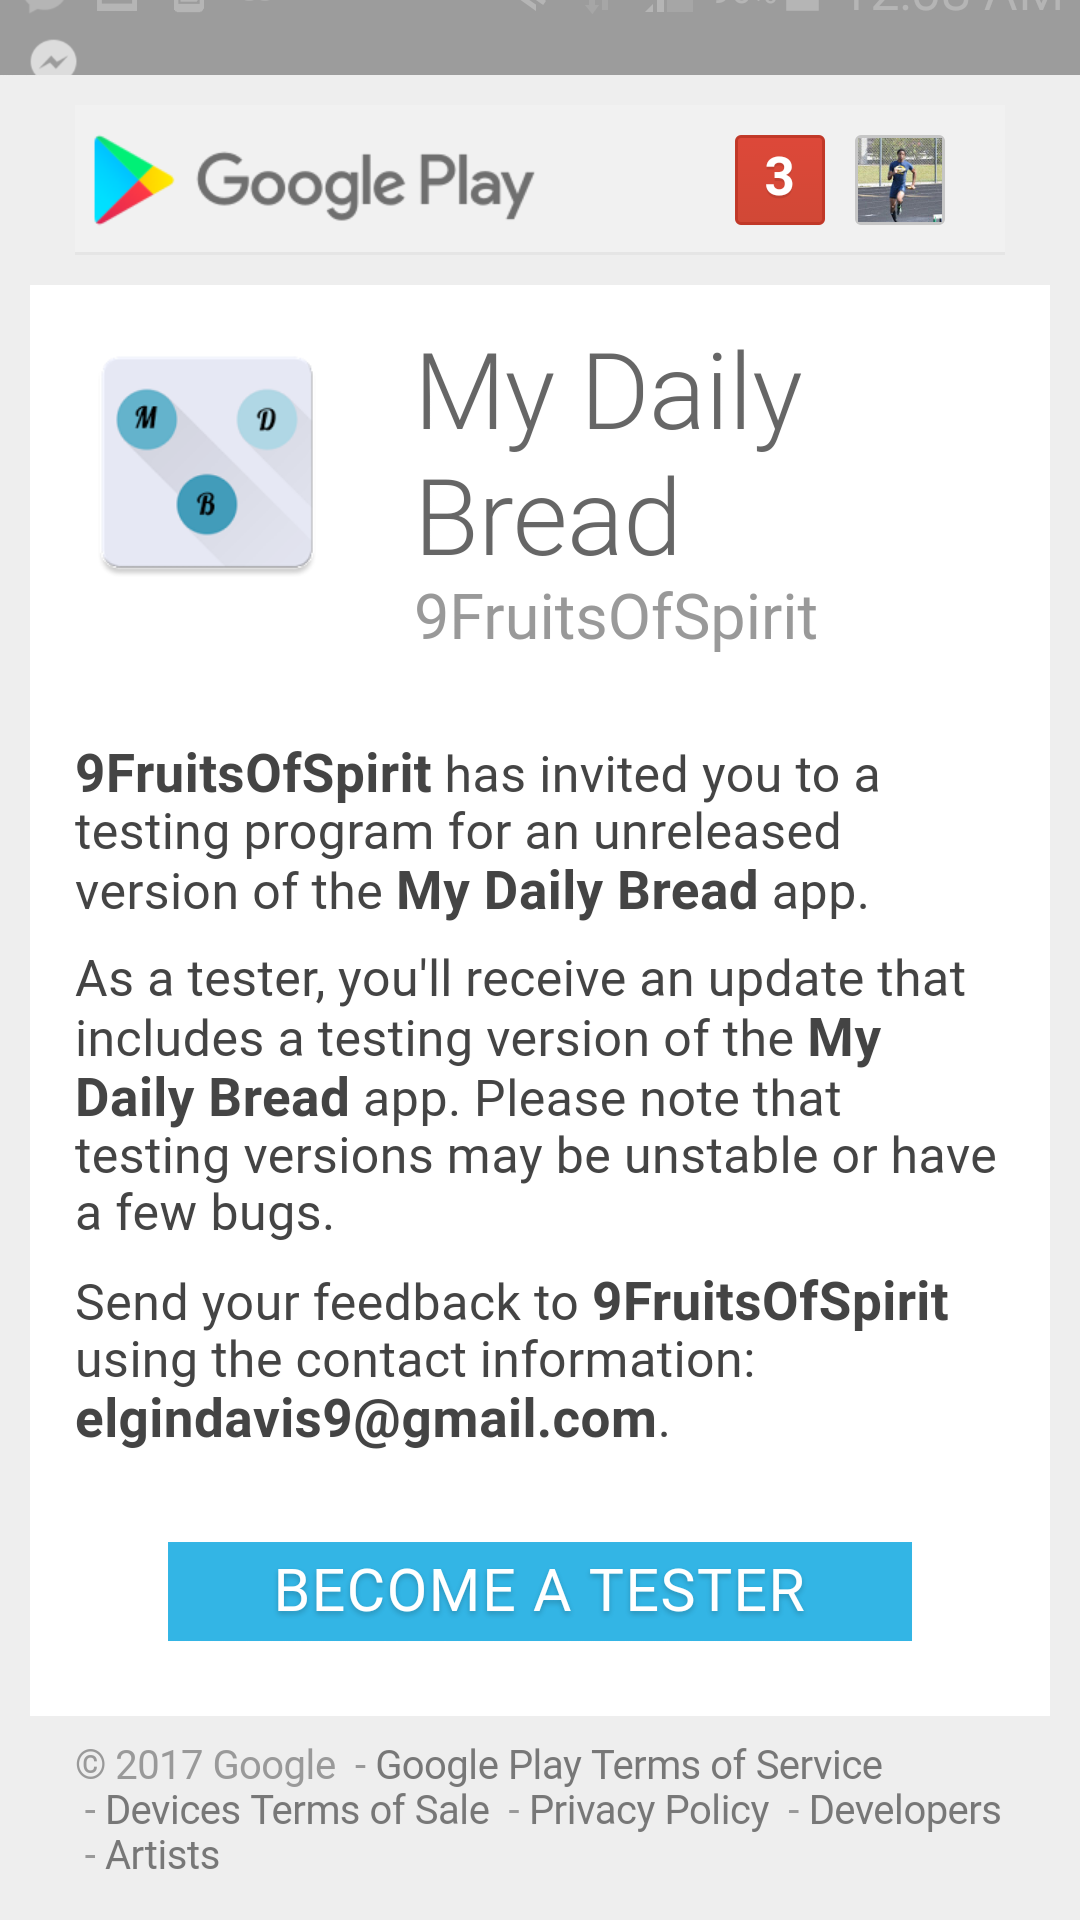 Google Play
3
M
D
B
My Daily
Bread
9FruitsOfSpirit
9FruitsOfSpirit has invited you to a
testing program for an unreleased
version of the My Daily Bread app.
As a tester, you'll receive an update that
includes a testing version of the My
Daily Bread app. Please note that
testing versions may be unstable or have
a few bugs.
Send your feedback to 9FruitsOfSpirit
using the contact information:
elgindavis9@gmail.com.
BECOME A TESTER
© 2017 Google - Google Play Terms of Service
- Devices Terms of Sale - Privacy Policy - Developers
- Artists